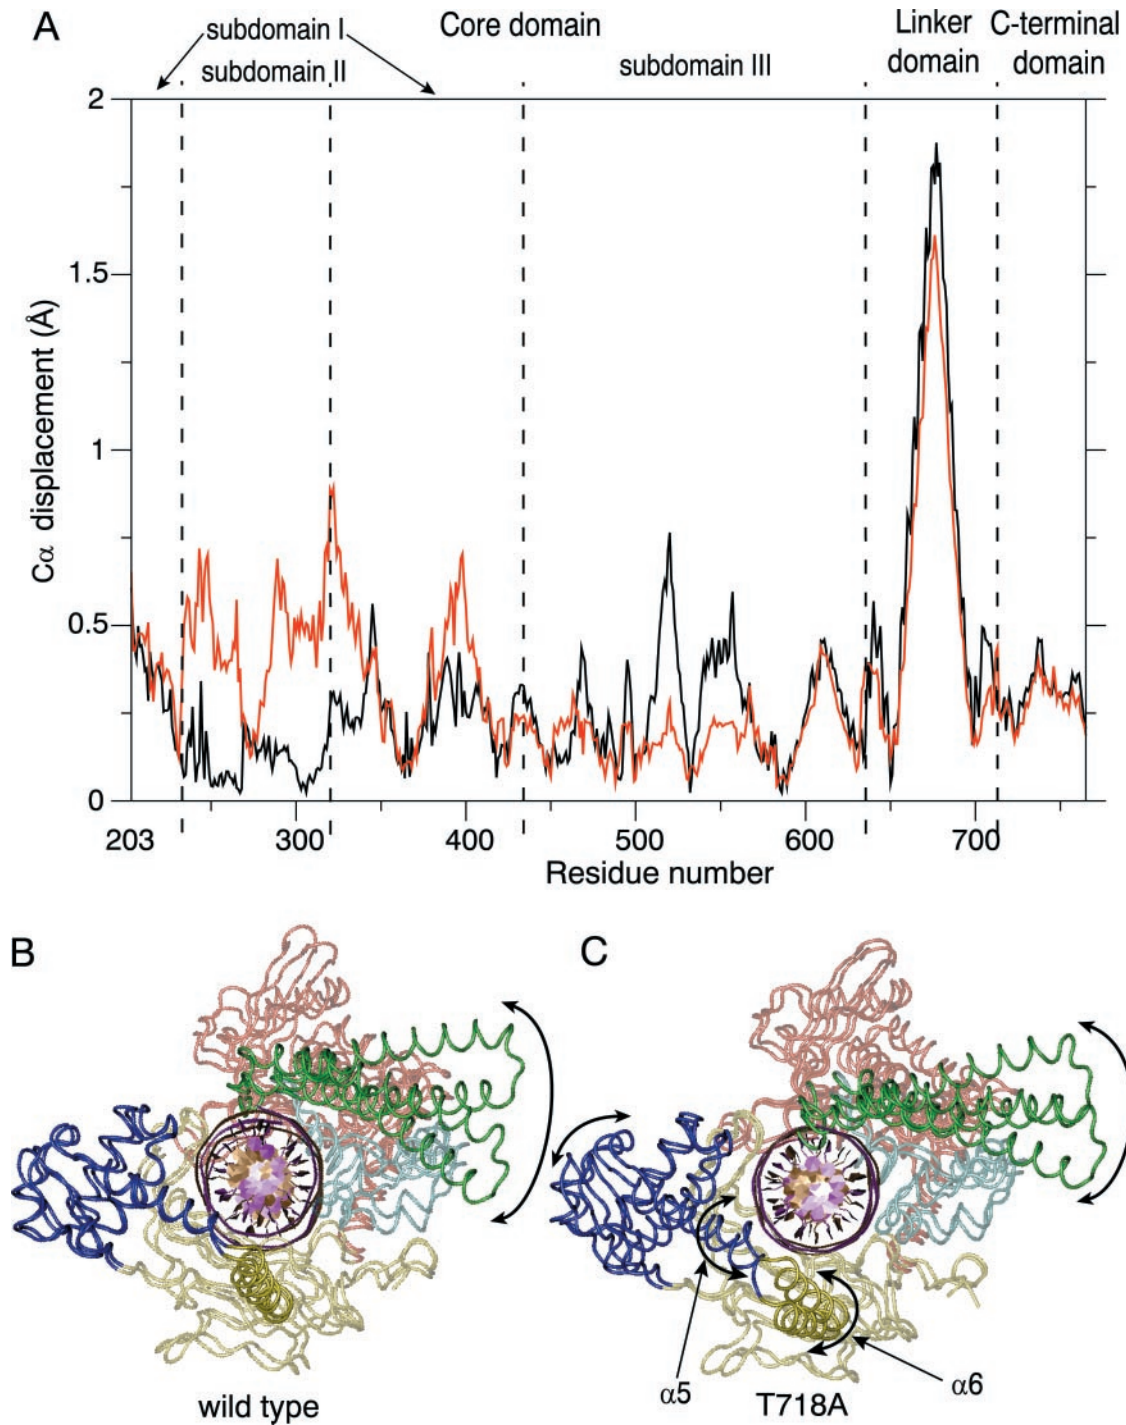 A
subdomain I
Core domain
Linker domain
C-terminal domain
subdomain II
subdomain III
2
1.5
1
0.5
0
Cα displacement (Å)
203
300
400
500
600
700
Residue number
B
C
α5
α6
wild type
T718A